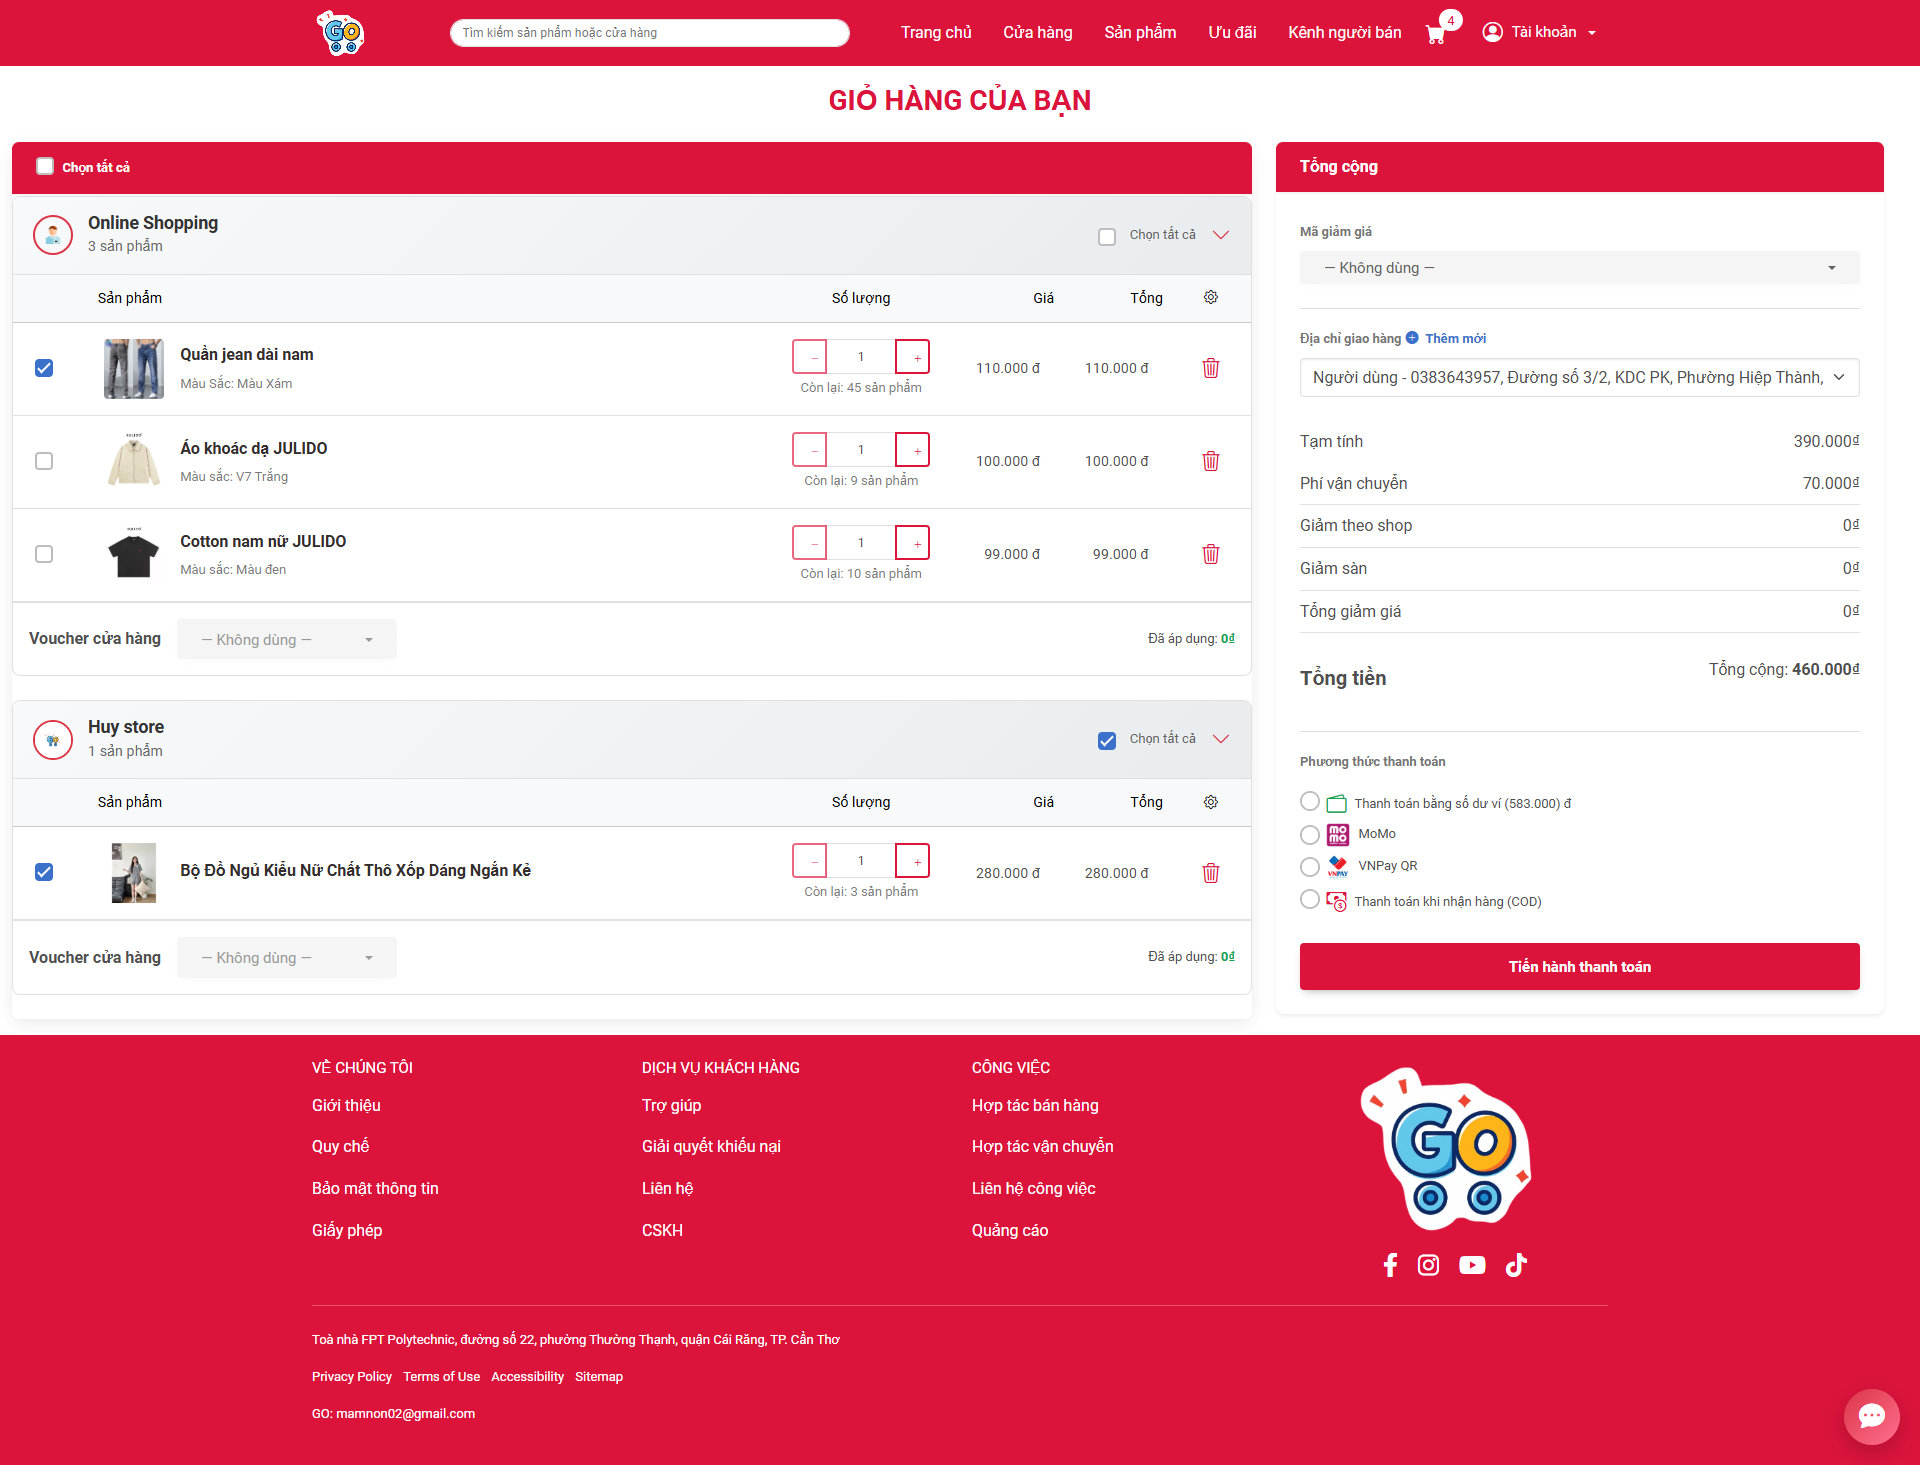 GO
Tìm kiếm sản phẩm hoặc cửa hàng
Trang chủ
Cửa hàng
Sản phẩm
Ưu đãi
Kênh người bán
4
Tài khoản
GIỎ HÀNG CỦA BẠN
Chọn tất cả
Online Shopping
3 sản phẩm
Chọn tất cả
Sản phẩm
Số lượng
Giá
Tổng
Quần jean dài nam
Màu Sắc: Màu Xám
− 1 +
Còn lại: 45 sản phẩm
110.000 đ
110.000 đ
Áo khoác dạ JULIDO
Màu sắc: V7 Trắng
− 1 +
Còn lại: 9 sản phẩm
100.000 đ
100.000 đ
Cotton nam nữ JULIDO
Màu sắc: Màu đen
− 1 +
Còn lại: 10 sản phẩm
99.000 đ
99.000 đ
Voucher cửa hàng
— Không dùng —
Đã áp dụng: 0₫
Huy store
1 sản phẩm
Chọn tất cả
Sản phẩm
Số lượng
Giá
Tổng
Bộ Đồ Ngủ Kiểu Nữ Chất Thô Xốp Dáng Ngắn Kẻ
− 1 +
Còn lại: 3 sản phẩm
280.000 đ
280.000 đ
Voucher cửa hàng
— Không dùng —
Đã áp dụng: 0₫
Tổng cộng
Mã giảm giá
— Không dùng —
Địa chỉ giao hàng
Thêm mới
Người dùng - 0383643957, Đường số 3/2, KDC PK, Phường Hiệp Thành,
Tạm tính 390.000₫
Phí vận chuyển 70.000₫
Giảm theo shop 0₫
Giảm sàn 0₫
Tổng giảm giá 0₫
Tổng tiền
Tổng cộng: 460.000₫
Phương thức thanh toán
Thanh toán bằng số dư ví (583.000) đ
MoMo
VNPAY
VNPay QR
Thanh toán khi nhận hàng (COD)
Tiến hành thanh toán
VỀ CHÚNG TÔI
Giới thiệu
Quy chế
Bảo mật thông tin
Giấy phép
DỊCH VỤ KHÁCH HÀNG
Trợ giúp
Giải quyết khiếu nại
Liên hệ
CSKH
CÔNG VIỆC
Hợp tác bán hàng
Hợp tác vận chuyển
Liên hệ công việc
Quảng cáo
GO
Toà nhà FPT Polytechnic, đường số 22, phường Thường Thạnh, quận Cái Răng, TP. Cần Thơ
Privacy Policy Terms of Use Accessibility Sitemap
GO: mamnon02@gmail.com